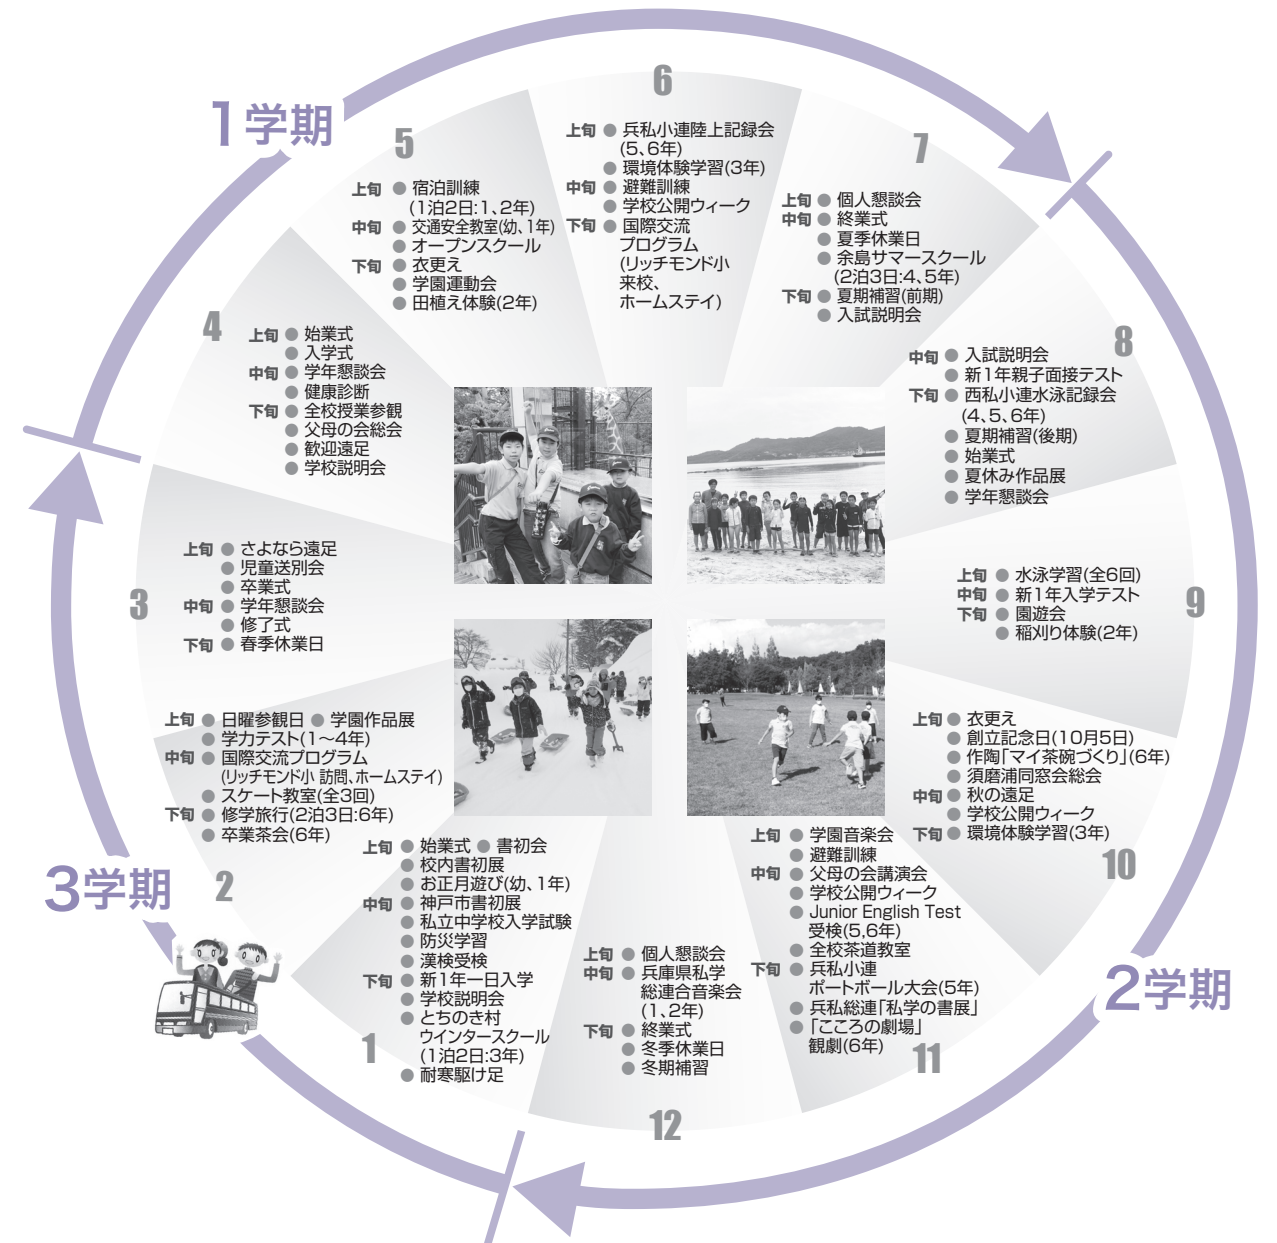 1学期
4
上旬 ● 始業式
● 入学式
中旬 ● 学年懇談会
● 健康診断
下旬 ● 全校授業参観
● 父母の会総会
● 歓迎遠足
● 学校説明会
5
上旬 ● 宿泊訓練
(1泊2日:1、2年)
中旬 ● 交通安全教室(幼、1年)
● オープンスクール
下旬 ● 衣更え
● 学園運動会
● 田植え体験(2年)
6
上旬 ● 兵私小連陸上記録会
(5、6年)
● 環境体験学習(3年)
中旬 ● 避難訓練
● 学校公開ウィーク
下旬 ● 国際交流
プログラム
(リッチモンド小
来校、
ホームステイ)
7
上旬 ● 個人懇談会
中旬 ● 終業式
● 夏季休業日
● 余島サマースクール
(2泊3日:4、5年)
下旬 ● 夏期補習(前期)
● 入試説明会
8
中旬 ● 入試説明会
● 新1年親子面接テスト
下旬 ● 西私小連水泳記録会
(4、5、6年)
● 夏期補習(後期)
● 始業式
● 夏休み作品展
● 学年懇談会
9
上旬 ● 水泳学習(全6回)
中旬 ● 新1年入学テスト
下旬 ● 園遊会
● 稲刈り体験(2年)
2学期
10
上旬 ● 衣更え
● 創立記念日(10月5日)
● 作陶「マイ茶碗づくり」(6年)
● 須磨浦同窓会総会
中旬 ● 秋の遠足
● 学校公開ウィーク
下旬 ● 環境体験学習(3年)
11
上旬 ● 学園音楽会
● 避難訓練
中旬 ● 父母の会講演会
● 学校公開ウィーク
● Junior English Test
受検(5,6年)
● 全校茶道教室
下旬 ● 兵私小連
ポートボール大会(5年)
● 兵私総連「私学の書展」
● 「こころの劇場」
観劇(6年)
12
上旬 ● 個人懇談会
中旬 ● 兵庫県私学
総連合音楽会
(1、2年)
下旬 ● 終業式
● 冬季休業日
● 冬期補習
3学期
1
上旬 ● 始業式 ● 書初会
● 校内書初展
● お正月遊び(幼、1年)
中旬 ● 神戸市書初展
● 私立中学校入学試験
● 防災学習
● 漢検受検
下旬 ● 新1年一日入学
● 学校説明会
● とちのき村
ウインタースクール
(1泊2日:3年)
● 耐寒駆け足
2
上旬 ● 日曜参観日 ● 学園作品展
● 学力テスト(1〜4年)
中旬 ● 国際交流プログラム
(リッチモンド小 訪問、ホームステイ)
● スケート教室(全3回)
下旬 ● 修学旅行(2泊3日:6年)
● 卒業茶会(6年)
3
上旬 ● さよなら遠足
● 児童送別会
● 卒業式
中旬 ● 学年懇談会
● 修了式
下旬 ● 春季休業日